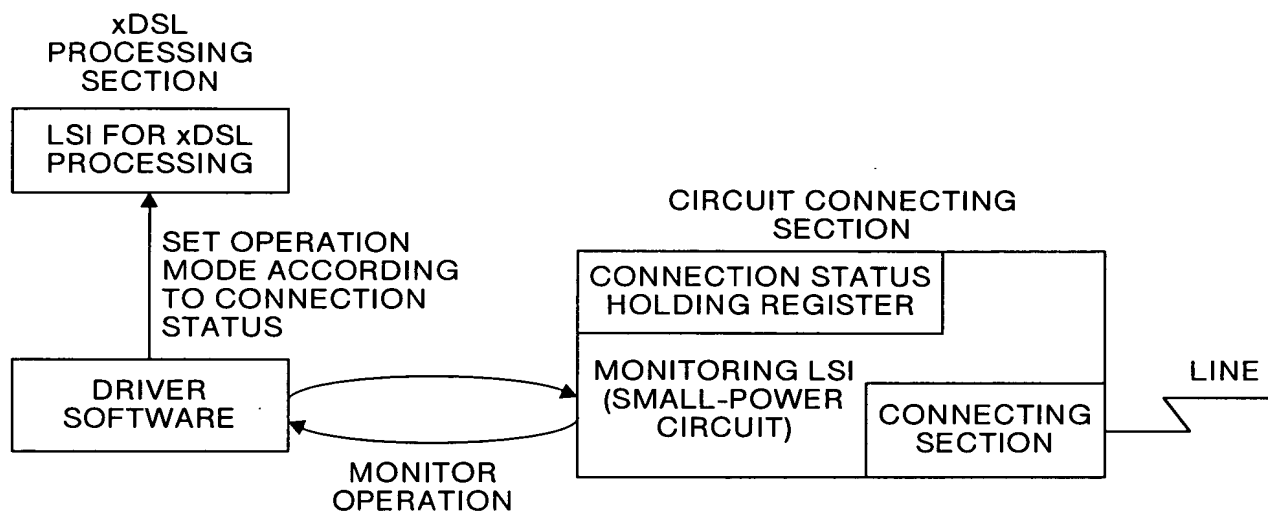 xDSL
PROCESSING
SECTION
LSI FOR xDSL
PROCESSING
SET OPERATION
MODE ACCORDING
TO CONNECTION
STATUS
DRIVER
SOFTWARE
MONITOR
OPERATION
CIRCUIT CONNECTING
SECTION
CONNECTION STATUS
HOLDING REGISTER
MONITORING LSI
(SMALL-POWER
CIRCUIT)
CONNECTING
SECTION
LINE